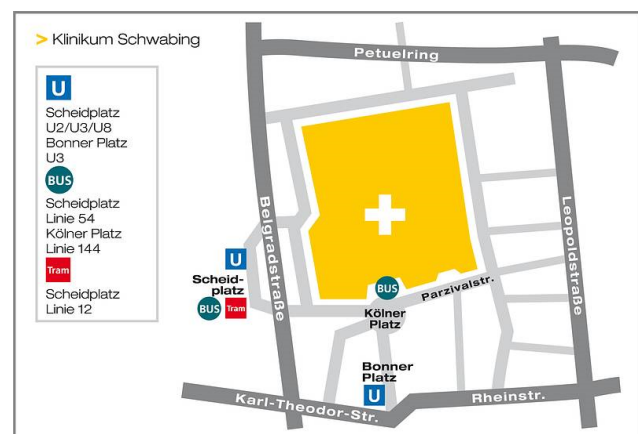 > Klinikum Schwabing
U
Scheidplatz
U2/U3/U8
Bonner Platz
U3
BUS
Scheidplatz
Linie 54
Kölner Platz
Linie 144
Tram
Scheidplatz
Linie 12
Petuelring
Belgradstraße
Leopoldstraße
U
Scheid-
platz
BUS Tram
BUS
Parzivalstr.
Kölner
Platz
Bonner
Platz
U
Karl-Theodor-Str.
Rheinstr.